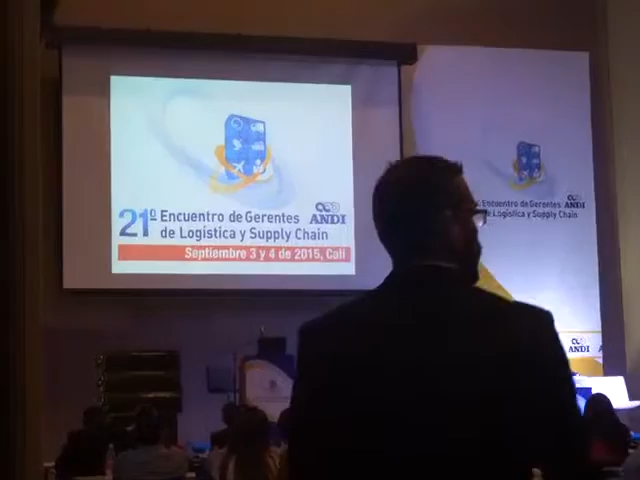 21º Encuentro de Gerentes
de Logística y Supply Chain
ANDI
Septiembre 3 y 4 de 2015, Cali
Encuentro de Gerentes
de Logística y Supply Chain
ANDI
ANDI